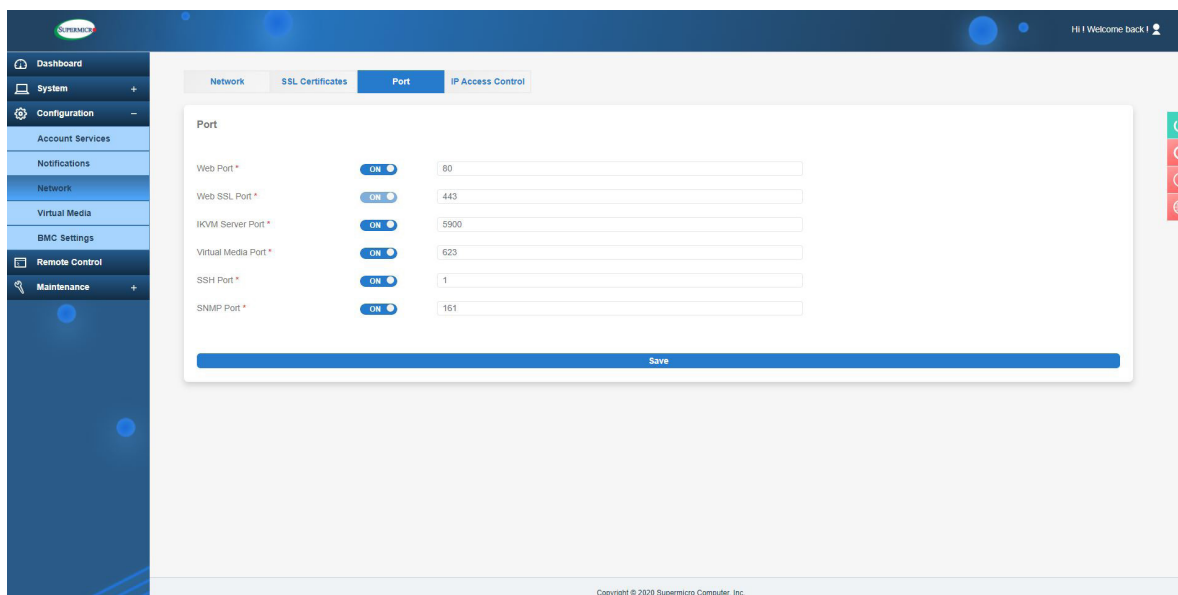 SUPERMICR
Hi ! Welcome back !
Dashboard
System +
Configuration −
Account Services
Notifications
Network
Virtual Media
BMC Settings
Remote Control
Maintenance +
Network SSL Certificates Port IP Access Control
Port
Web Port * ON 80
Web SSL Port * ON 443
IKVM Server Port * ON 5900
Virtual Media Port * ON 623
SSH Port * ON 1
SNMP Port * ON 161
Save
Copyright © 2020 Supermicro Computer, Inc.